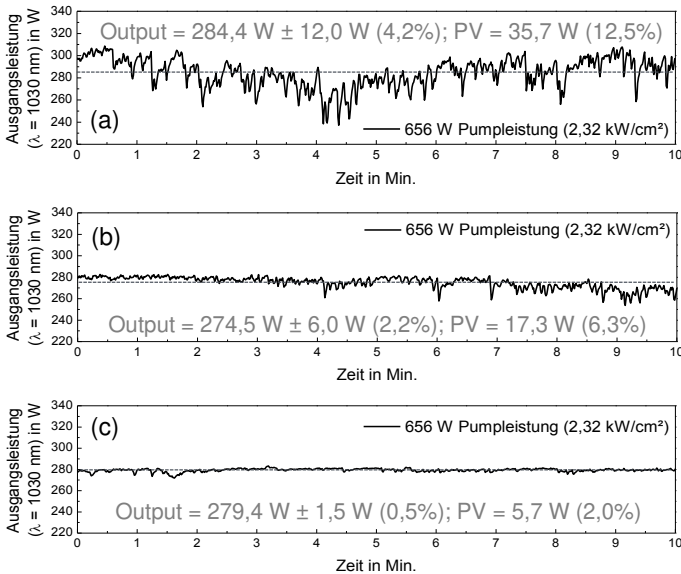 Ausgangsleistung
(λ = 1030 nm) in W
340
320
300
280
260
240
220
Output = 284,4 W ± 12,0 W (4,2%); PV = 35,7 W (12,5%)
(a)
656 W Pumpleistung (2,32 kW/cm²)
0 1 2 3 4 5 6 7 8 9 10
Zeit in Min.
Ausgangsleistung
(λ = 1030 nm) in W
340
320
300
280
260
240
220
(b)
656 W Pumpleistung (2,32 kW/cm²)
Output = 274,5 W ± 6,0 W (2,2%); PV = 17,3 W (6,3%)
0 1 2 3 4 5 6 7 8 9 10
Zeit in Min.
Ausgangsleistung
(λ = 1030 nm) in W
340
320
300
280
260
240
220
(c)
656 W Pumpleistung (2,32 kW/cm²)
Output = 279,4 W ± 1,5 W (0,5%); PV = 5,7 W (2,0%)
0 1 2 3 4 5 6 7 8 9 10
Zeit in Min.